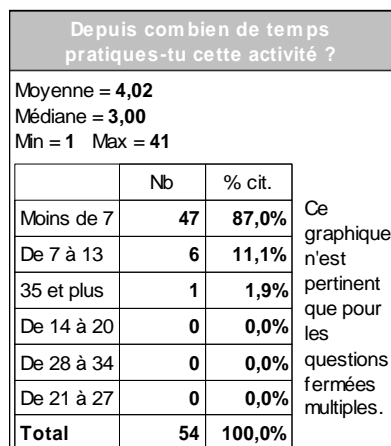 Depuis combien de temps
pratiques-tu cette activité ?
Moyenne = 4,02
Médiane = 3,00
Min = 1 Max = 41
Nb % cit.
Moins de 7 47 87,0%
De 7 à 13 6 11,1%
35 et plus 1 1,9%
De 14 à 20 0 0,0%
De 28 à 34 0 0,0%
De 21 à 27 0 0,0%
Total 54 100,0%
Ce
graphique
n'est
pertinent
que pour
les
questions
fermées
multiples.